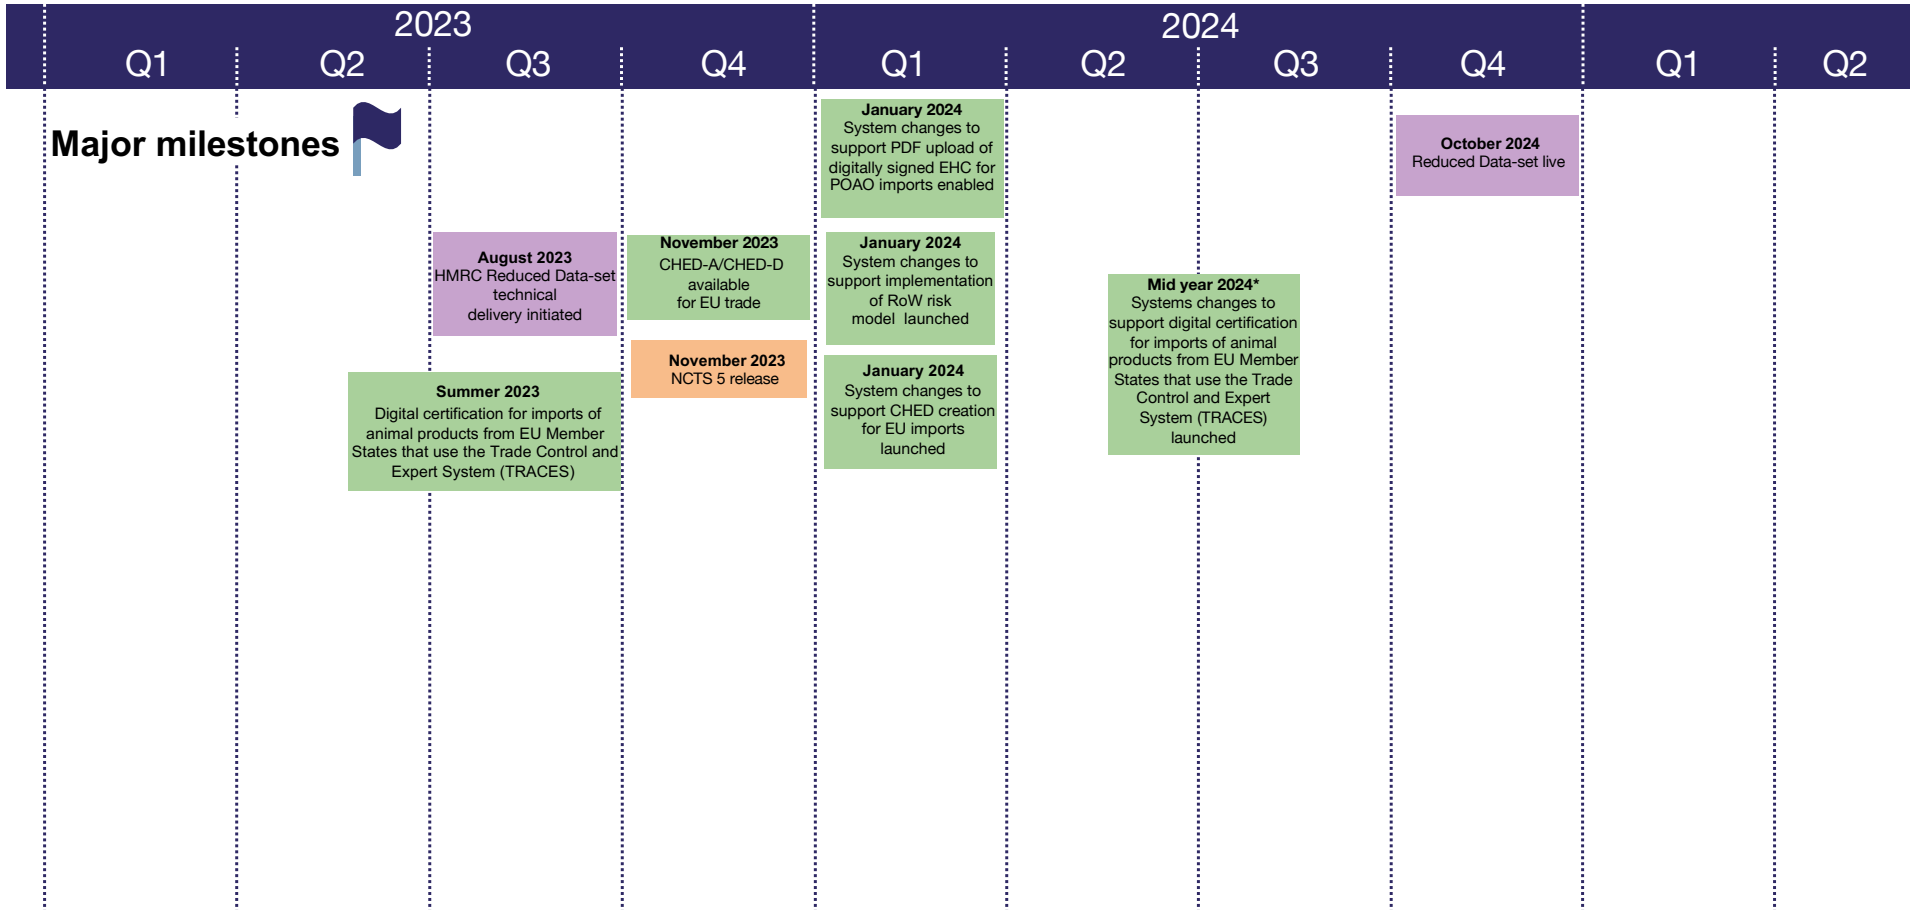 2023
2024
Q1
Q2
Q3
Q4
Q1
Q2
Q3
Q4
Q1
Q2
Major milestones
January 2024
System changes to
support PDF upload of
digitally signed EHC for
POAO imports enabled
October 2024
Reduced Data-set live
August 2023
HMRC Reduced Data-set
technical
delivery initiated
November 2023
CHED-A/CHED-D
available
for EU trade
January 2024
System changes to
support implementation
of RoW risk
model launched
Mid year 2024*
Systems changes to
support digital certification
for imports of animal
products from EU Member
States that use the Trade
Control and Expert
System (TRACES)
launched
November 2023
NCTS 5 release
January 2024
System changes to
support CHED creation
for EU imports
launched
Summer 2023
Digital certification for imports of
animal products from EU Member
States that use the Trade Control and
Expert System (TRACES)